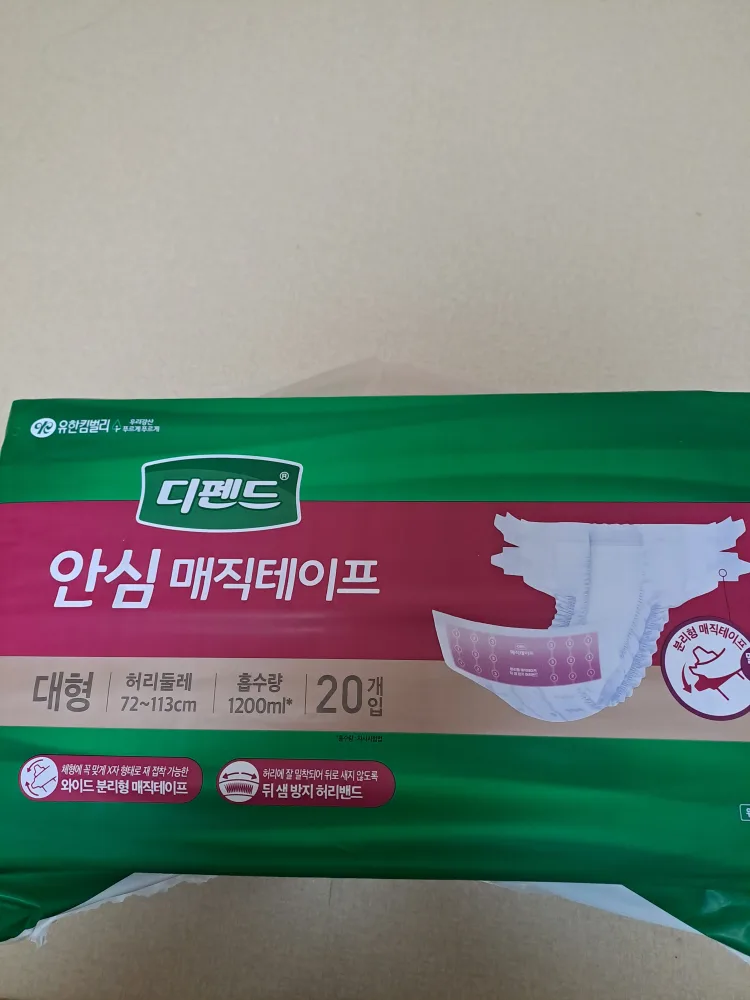 유한킴벌리
우리강산
푸르게 푸르게
디펜드®
안심 매직테이프
분리형 매직테이프
대형
허리둘레
72~113cm
흡수량
1200ml*
20개입
체형에 꼭 맞게 X자 형태로 재 접착 가능한
와이드 분리형 매직테이프
허리에 잘 밀착되어 뒤로 새지 않도록
뒤 샘 방지 허리밴드